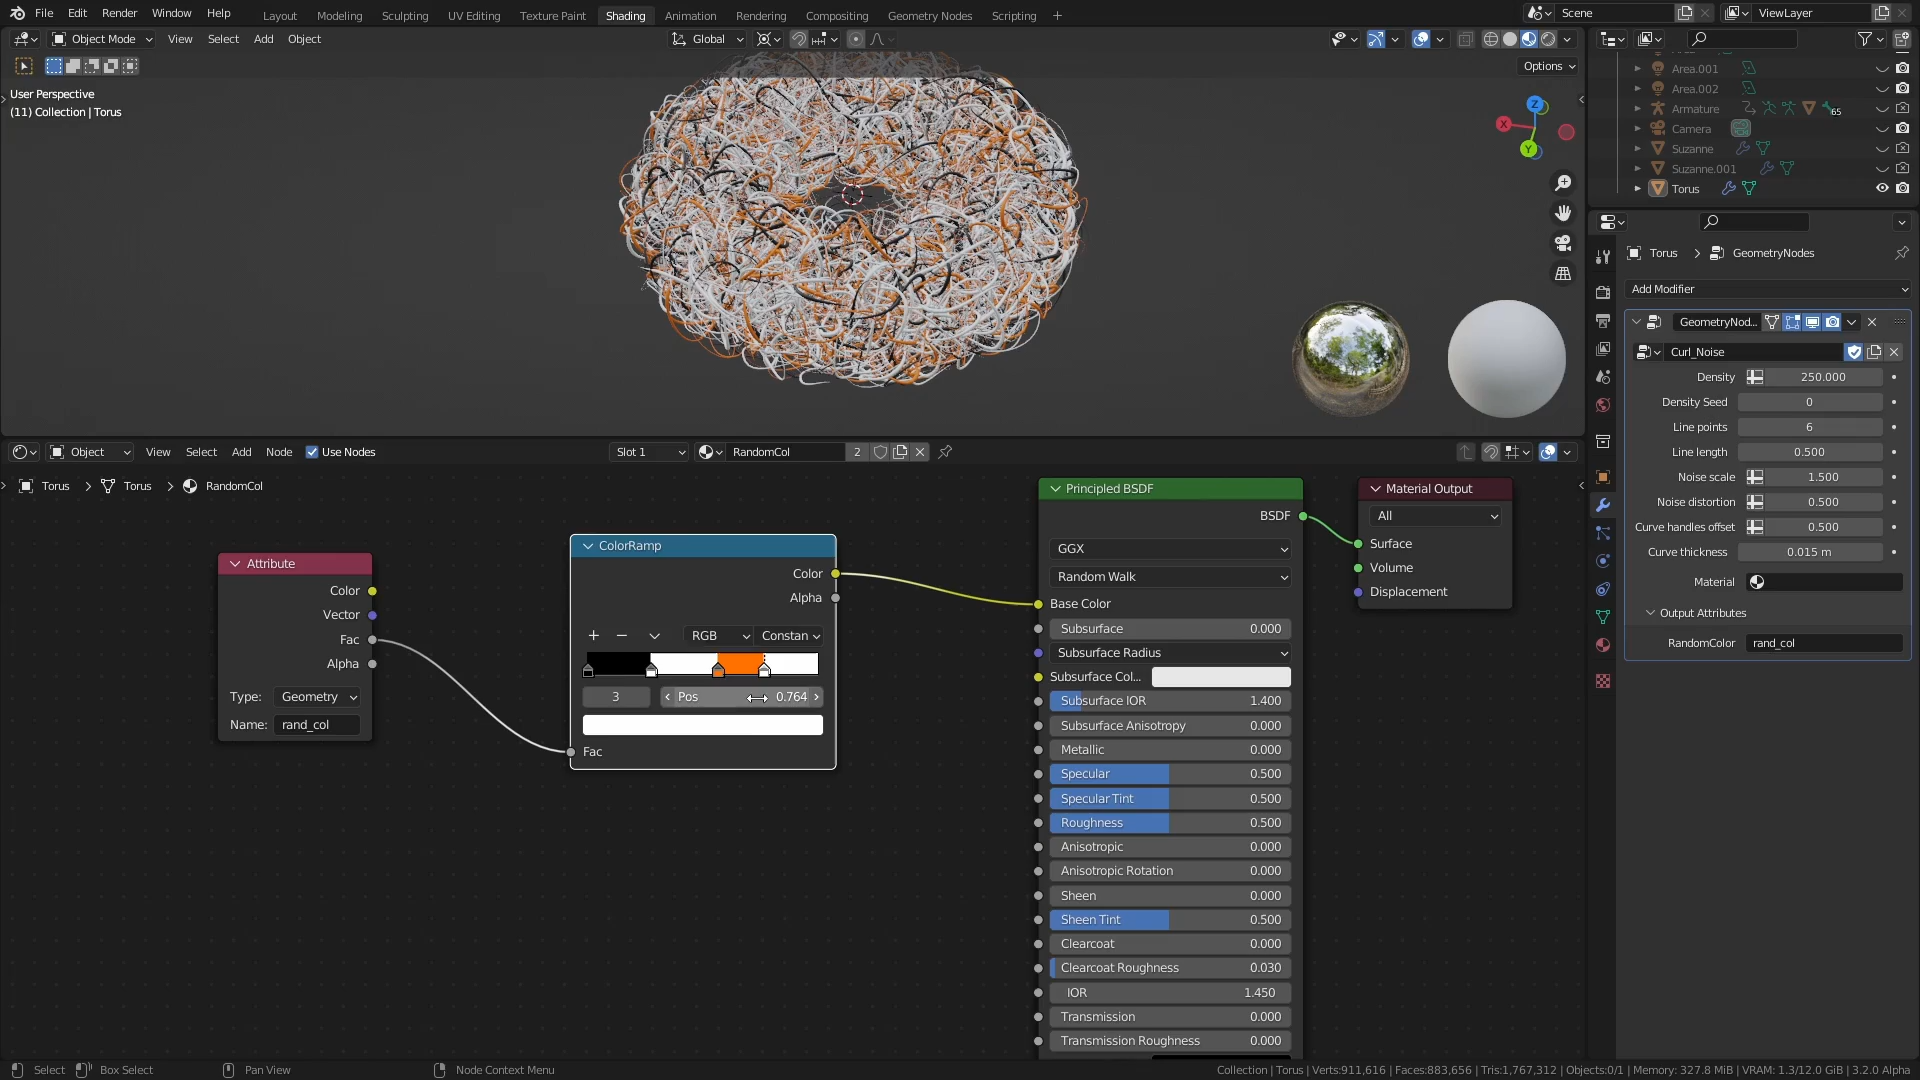 File Edit Render Window Help
Layout Modeling Sculpting UV Editing Texture Paint Shading Animation Rendering Compositing Geometry Nodes Scripting
Scene
ViewLayer
Object Mode View Select Add Object
Global
Options
User Perspective
(11) Collection | Torus
Z
X
Y
Area.001
Area.002
Armature
65
Camera
Suzanne
Suzanne.001
Torus
Torus
GeometryNodes
Add Modifier
GeometryNod...
Curl_Noise
Density 250.000
Density Seed 0
Line points 6
Line length 0.500
Noise scale 1.500
Noise distortion 0.500
Curve handles offset 0.500
Curve thickness 0.015 m
Material
Output Attributes
RandomColor rand_col
Object View Select Add Node Use Nodes
Slot 1
RandomCol 2
Torus
Torus
RandomCol
Attribute
Color
Vector
Fac
Alpha
Type: Geometry
Name: rand_col
ColorRamp
Color
Alpha
RGB Constan
3 Pos 0.764
Fac
Principled BSDF
BSDF
GGX
Random Walk
Base Color
Subsurface 0.000
Subsurface Radius
Subsurface Col...
Subsurface IOR 1.400
Subsurface Anisotropy 0.000
Metallic 0.000
Specular 0.500
Specular Tint 0.500
Roughness 0.500
Anisotropic 0.000
Anisotropic Rotation 0.000
Sheen 0.000
Sheen Tint 0.500
Clearcoat 0.000
Clearcoat Roughness 0.030
IOR 1.450
Transmission 0.000
Transmission Roughness 0.000
Material Output
All
Surface
Volume
Displacement
Select Box Select Pan View Node Context Menu
Collection | Torus | Verts:911,616 | Faces:883,656 | Tris:1,767,312 | Objects:0/1 | Memory: 327.8 MiB | VRAM: 1.3/12.0 GiB | 3.2.0 Alpha